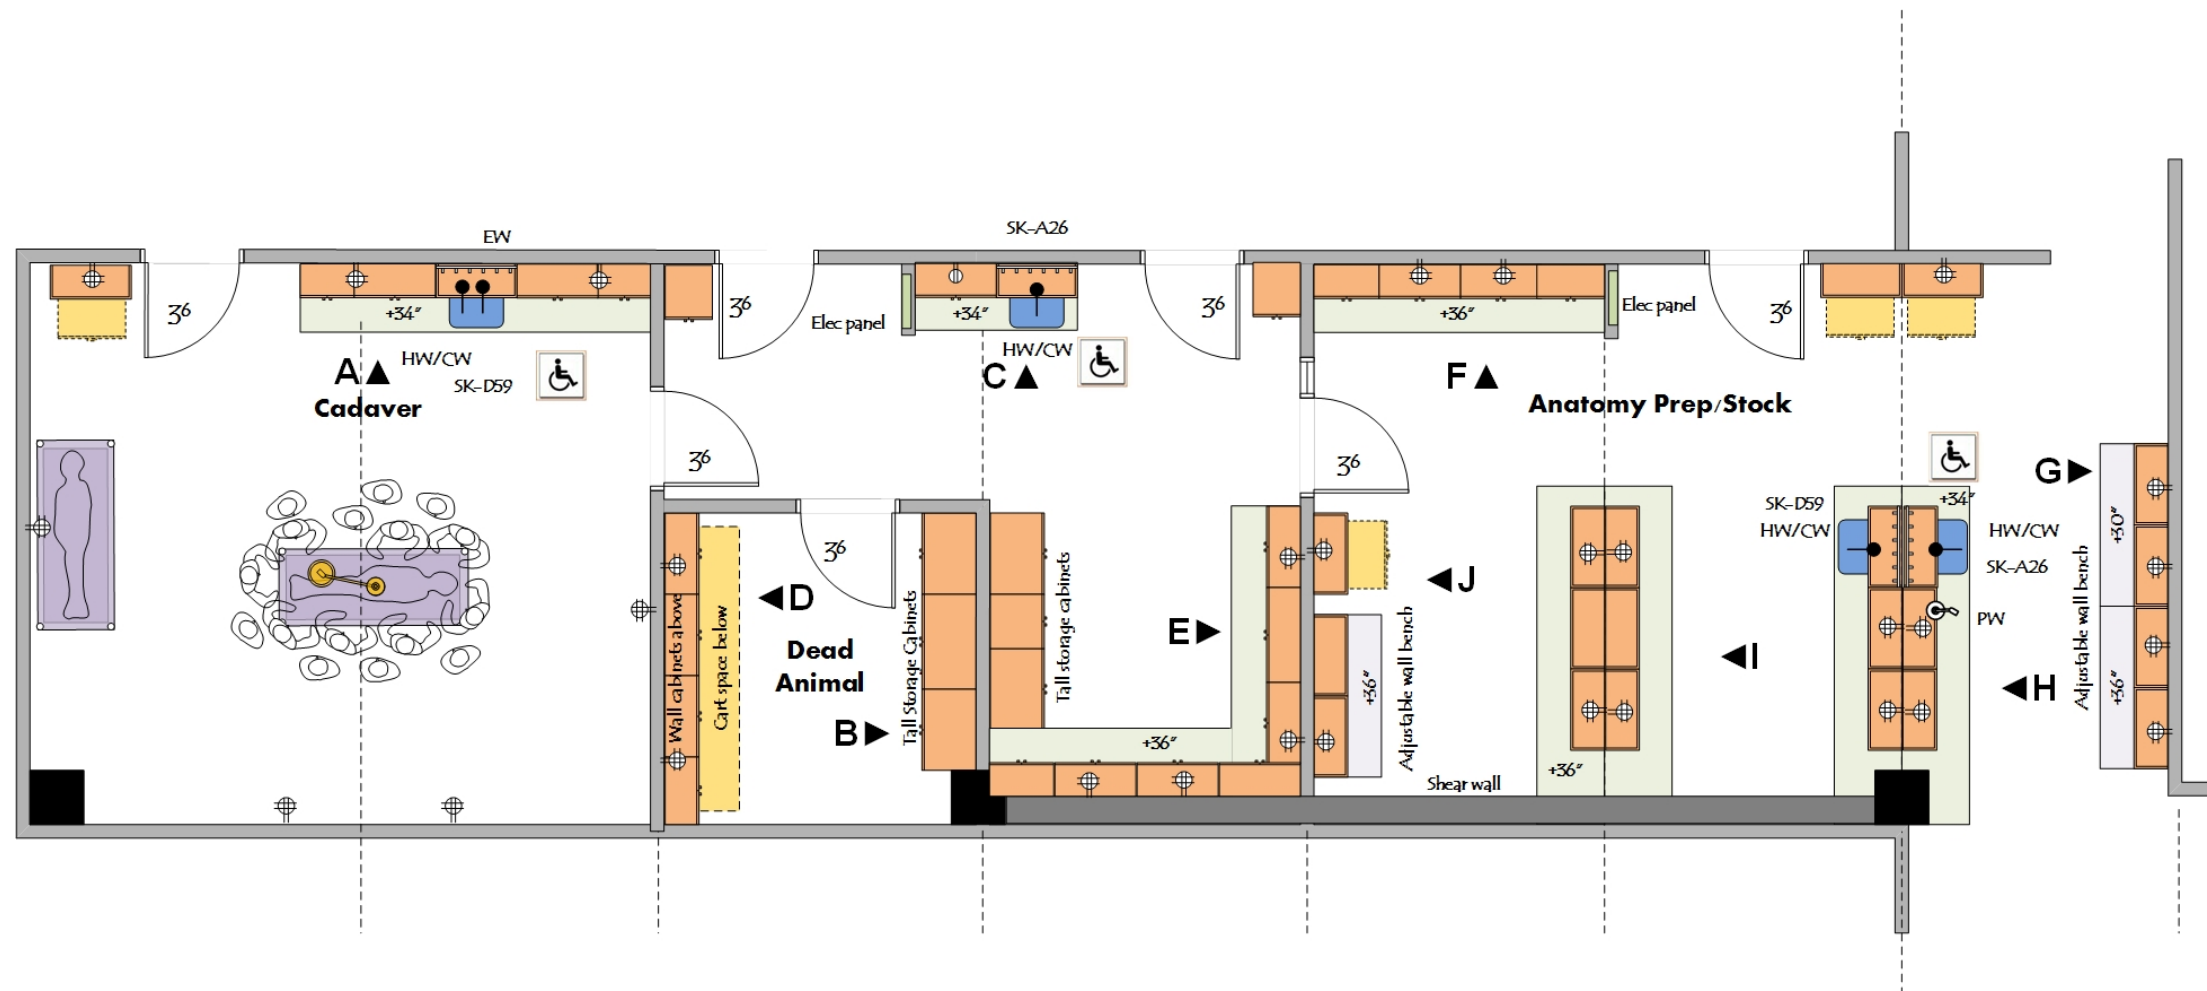 SK-A26
EW
3⁶
+34"
3⁶
Elec panel
+34"
3⁶
+36"
Elec panel
3⁶
A
HW/CW
SK-D59
Cadaver
HW/CW
C
F
Anatomy Prep/Stock
3⁶
3⁶
G
SK-D59
HW/CW
+34"
HW/CW
SK-A26
PW
+30"
+36"
Adjustable wall bench
3⁶
D
Dead
Animal
B
Wall cabinets above
Cart space below
Tall Storage Cabinets
Tall storage cabinets
E
+36"
J
+36"
Adjustable wall bench
Shear wall
+36"
I
H